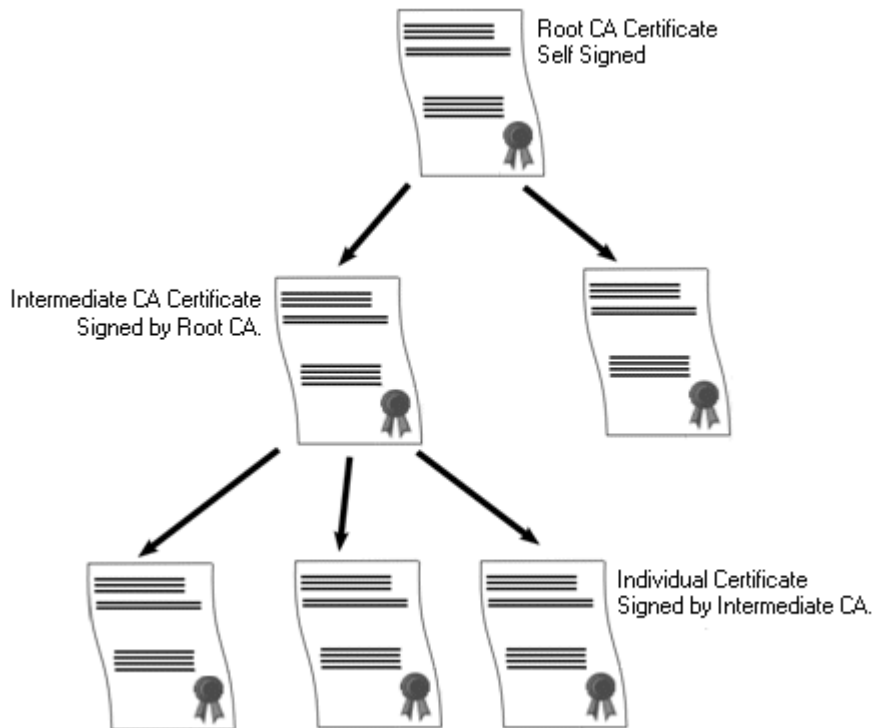 Root CA Certificate
Self Signed
Intermediate CA Certificate
Signed by Root CA.
Individual Certificate
Signed by Intermediate CA.